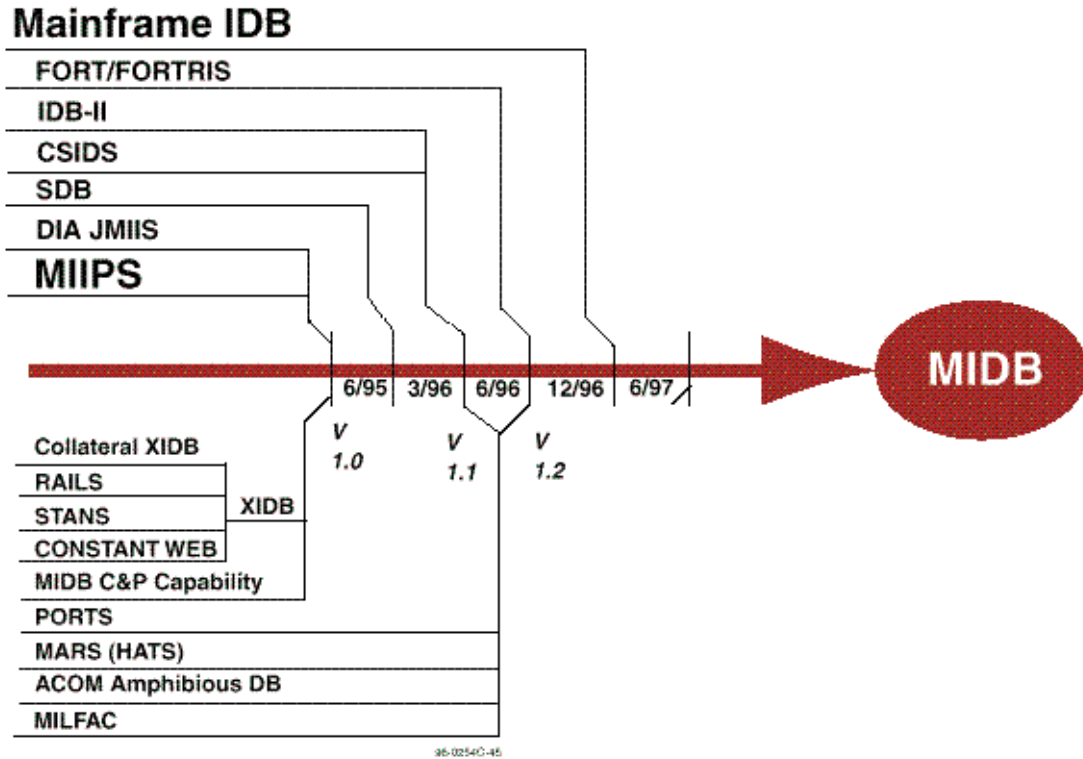 Mainframe IDB
FORT/FORTRIS
IDB-II
CSIDS
SDB
DIA JMIIS
MIIPS
MIDB
6/95
3/96
6/96
12/96
6/97
V
1.0
V
1.1
V
1.2
Collateral XIDB
RAILS
STANS
CONSTANT WEB
XIDB
MIDB C&P Capability
PORTS
MARS (HATS)
ACOM Amphibious DB
MILFAC